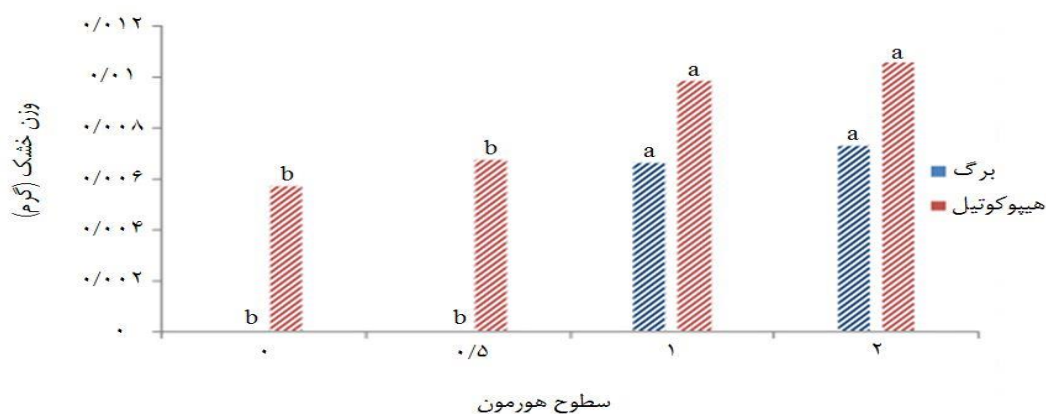 ۰/۰۱۲
۰/۰۱
۰/۰۰۸
۰/۰۰۶
۰/۰۰۴
۰/۰۰۲
۰
وزن خشک (گرم)
b b
b b
a a
a a
۰ ۰/۵ ۱ ۲
سطوح هورمون
برگ
هیپوکوتیل